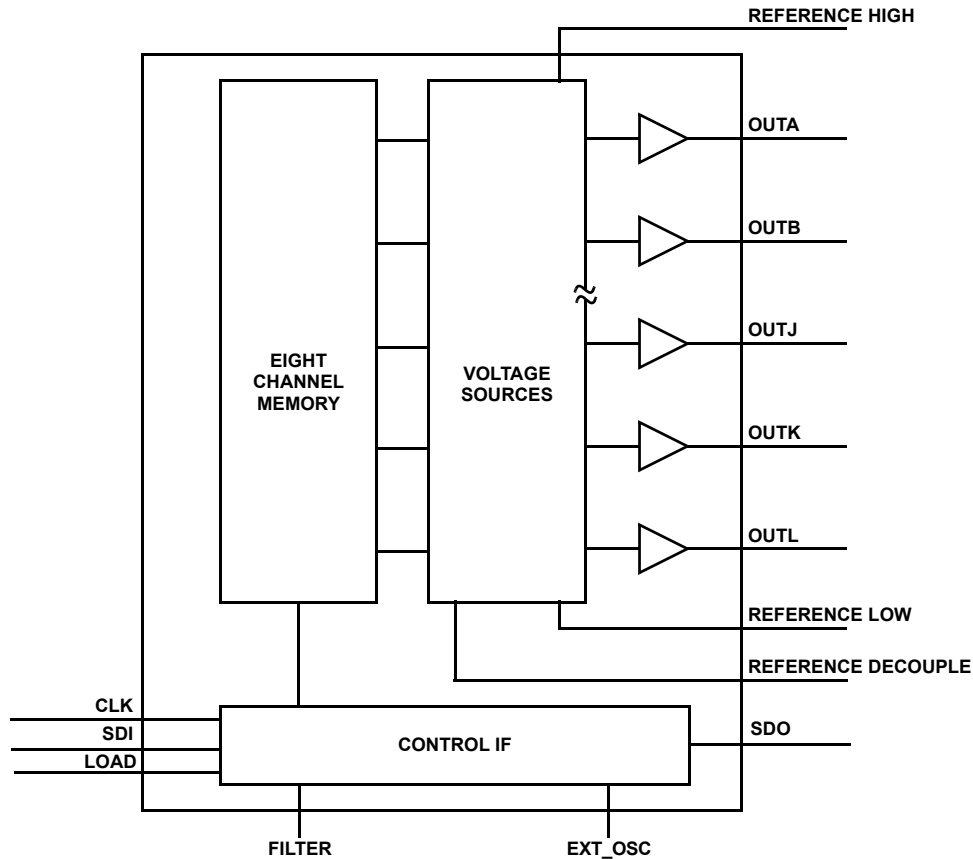 REFERENCE HIGH
OUTA
OUTB
OUTJ
EIGHT
CHANNEL
MEMORY
VOLTAGE
SOURCES
OUTK
OUTL
REFERENCE LOW
REFERENCE DECOUPLE
CLK
SDI
LOAD
CONTROL IF
SDO
FILTER
EXT_OSC